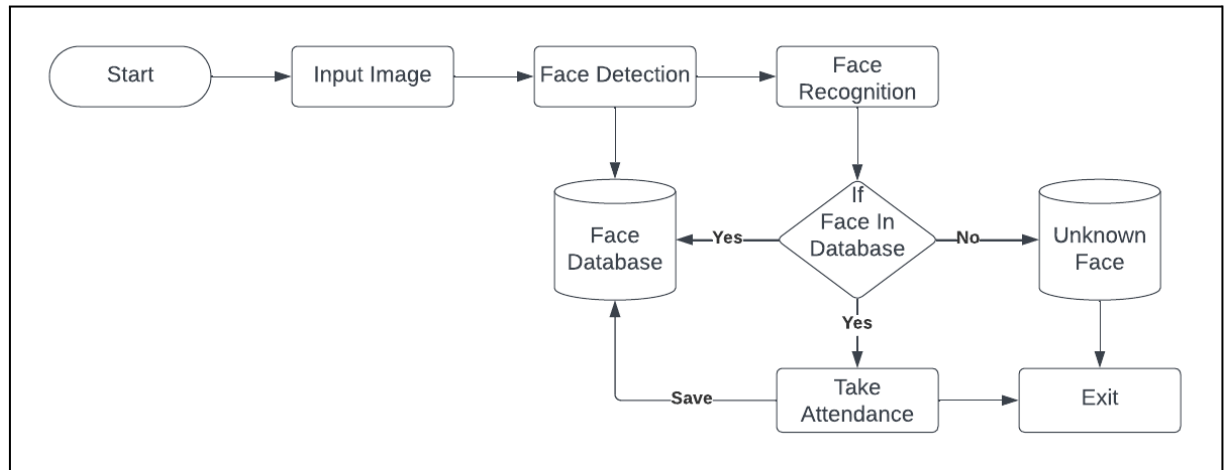 Start
Input Image
Face Detection
Face
Recognition
If
Face In
Database
Face
Database
Yes
No
Unknown
Face
Yes
Take
Attendance
Save
Exit